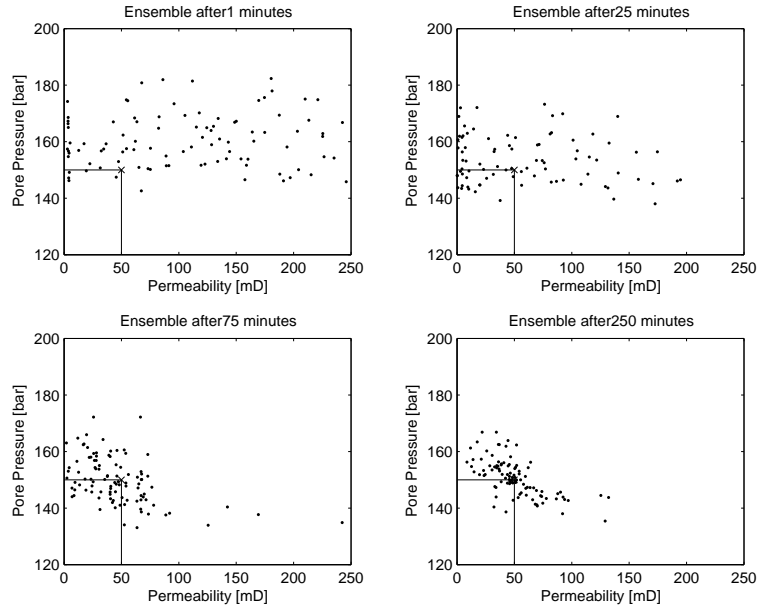 Ensemble after1 minutes
200
180
160
140
120
Pore Pressure [bar]
0 50 100 150 200 250
Permeability [mD]
Ensemble after25 minutes
200
180
160
140
120
Pore Pressure [bar]
0 50 100 150 200 250
Permeability [mD]
Ensemble after75 minutes
200
180
160
140
120
Pore Pressure [bar]
0 50 100 150 200 250
Permeability [mD]
Ensemble after250 minutes
200
180
160
140
120
Pore Pressure [bar]
0 50 100 150 200 250
Permeability [mD]